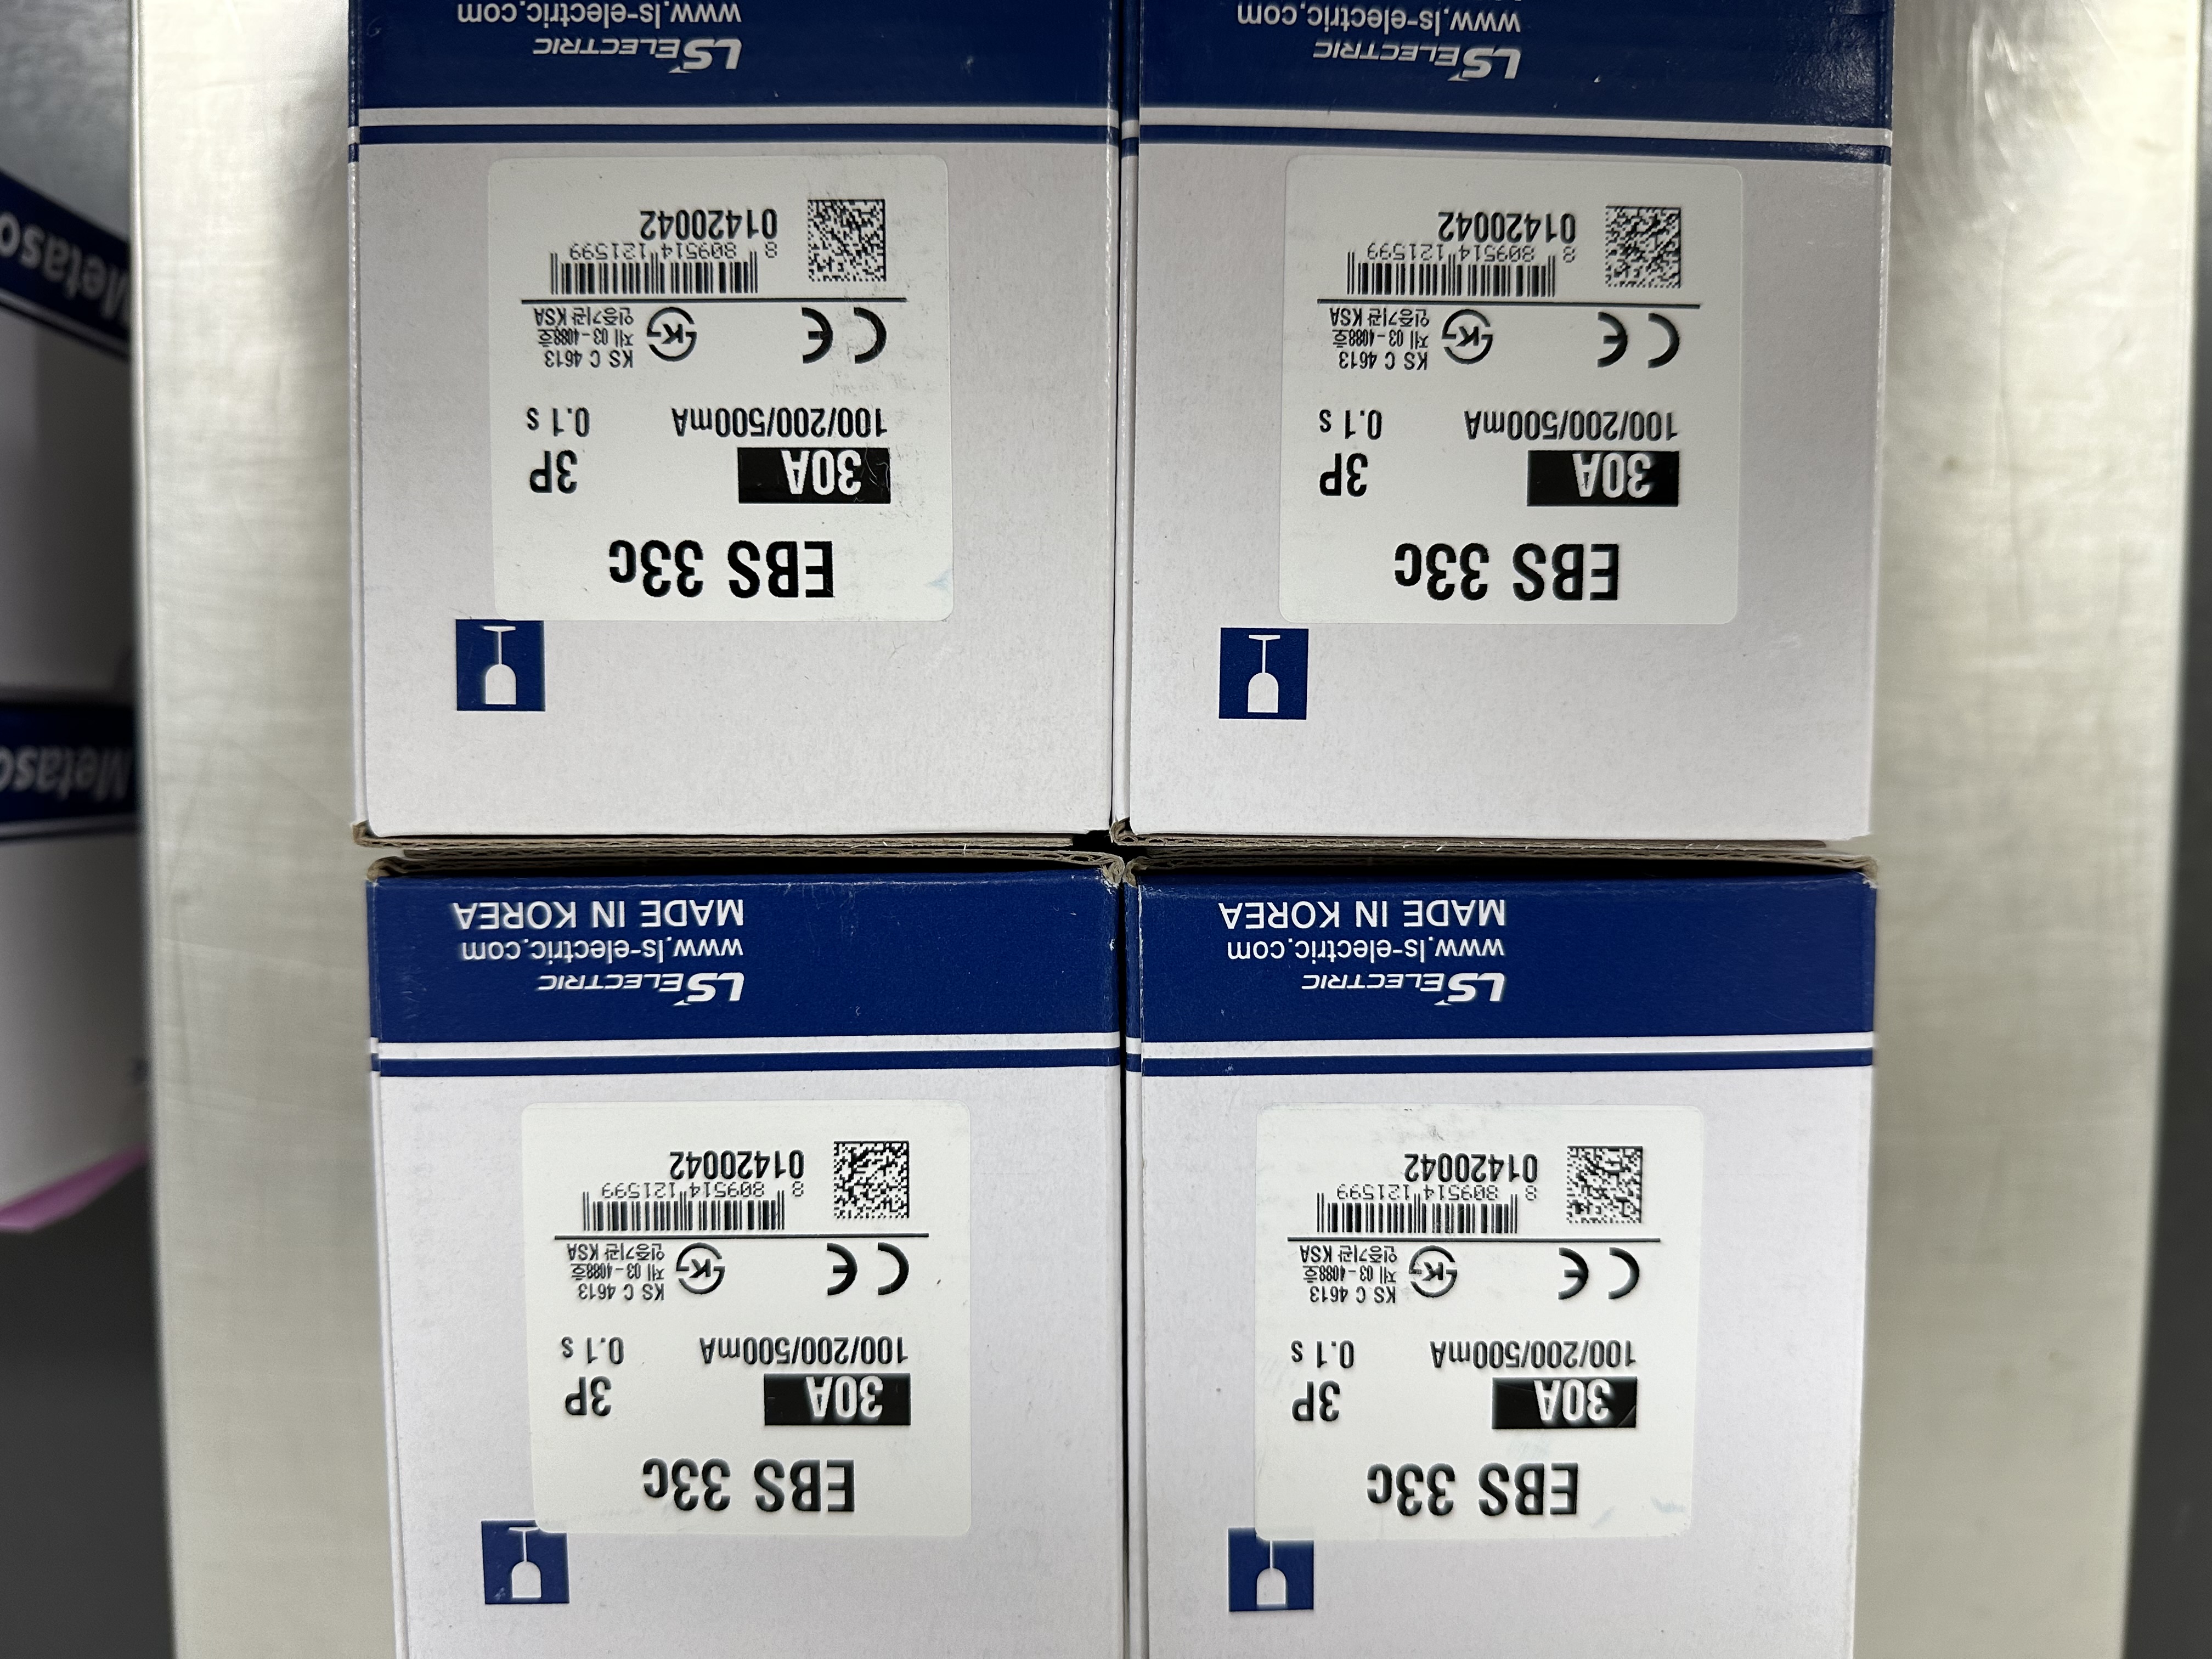 EBS 33c
30A 3P
100/200/500mA 0.1 s
CE
KS C 4613
제 03-4088호
인증기관 KSA
8 809514 121599
01420042
LS ELECTRIC
www.ls-electric.com
MADE IN KOREA
EBS 33c
30A 3P
100/200/500mA 0.1 s
CE
KS C 4613
제 03-4088호
인증기관 KSA
8 809514 121599
01420042
LS ELECTRIC
www.ls-electric.com
MADE IN KOREA
EBS 33c
30A 3P
100/200/500mA 0.1 s
CE
KS C 4613
제 03-4088호
인증기관 KSA
8 809514 121599
01420042
LS ELECTRIC
www.ls-electric.com
EBS 33c
30A 3P
100/200/500mA 0.1 s
CE
KS C 4613
제 03-4088호
인증기관 KSA
8 809514 121599
01420042
LS ELECTRIC
www.ls-electric.com
Metaso
Metaso